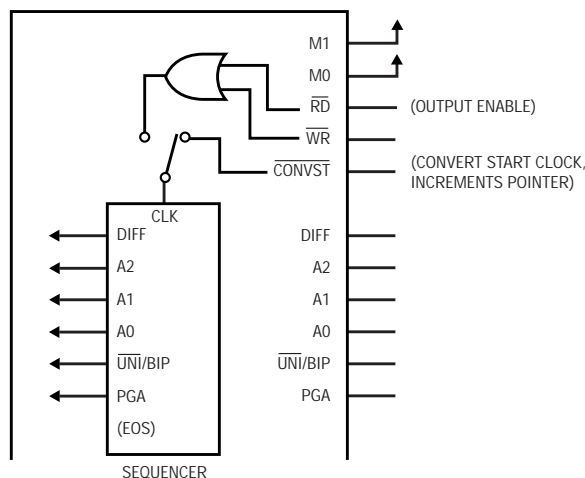 M1
M0
RD (OUTPUT ENABLE)
WR
CONVST (CONVERT START CLOCK,
INCREMENTS POINTER)
CLK
DIFF DIFF
A2 A2
A1 A1
A0 A0
UNI/BIP UNI/BIP
PGA PGA
(EOS)
SEQUENCER